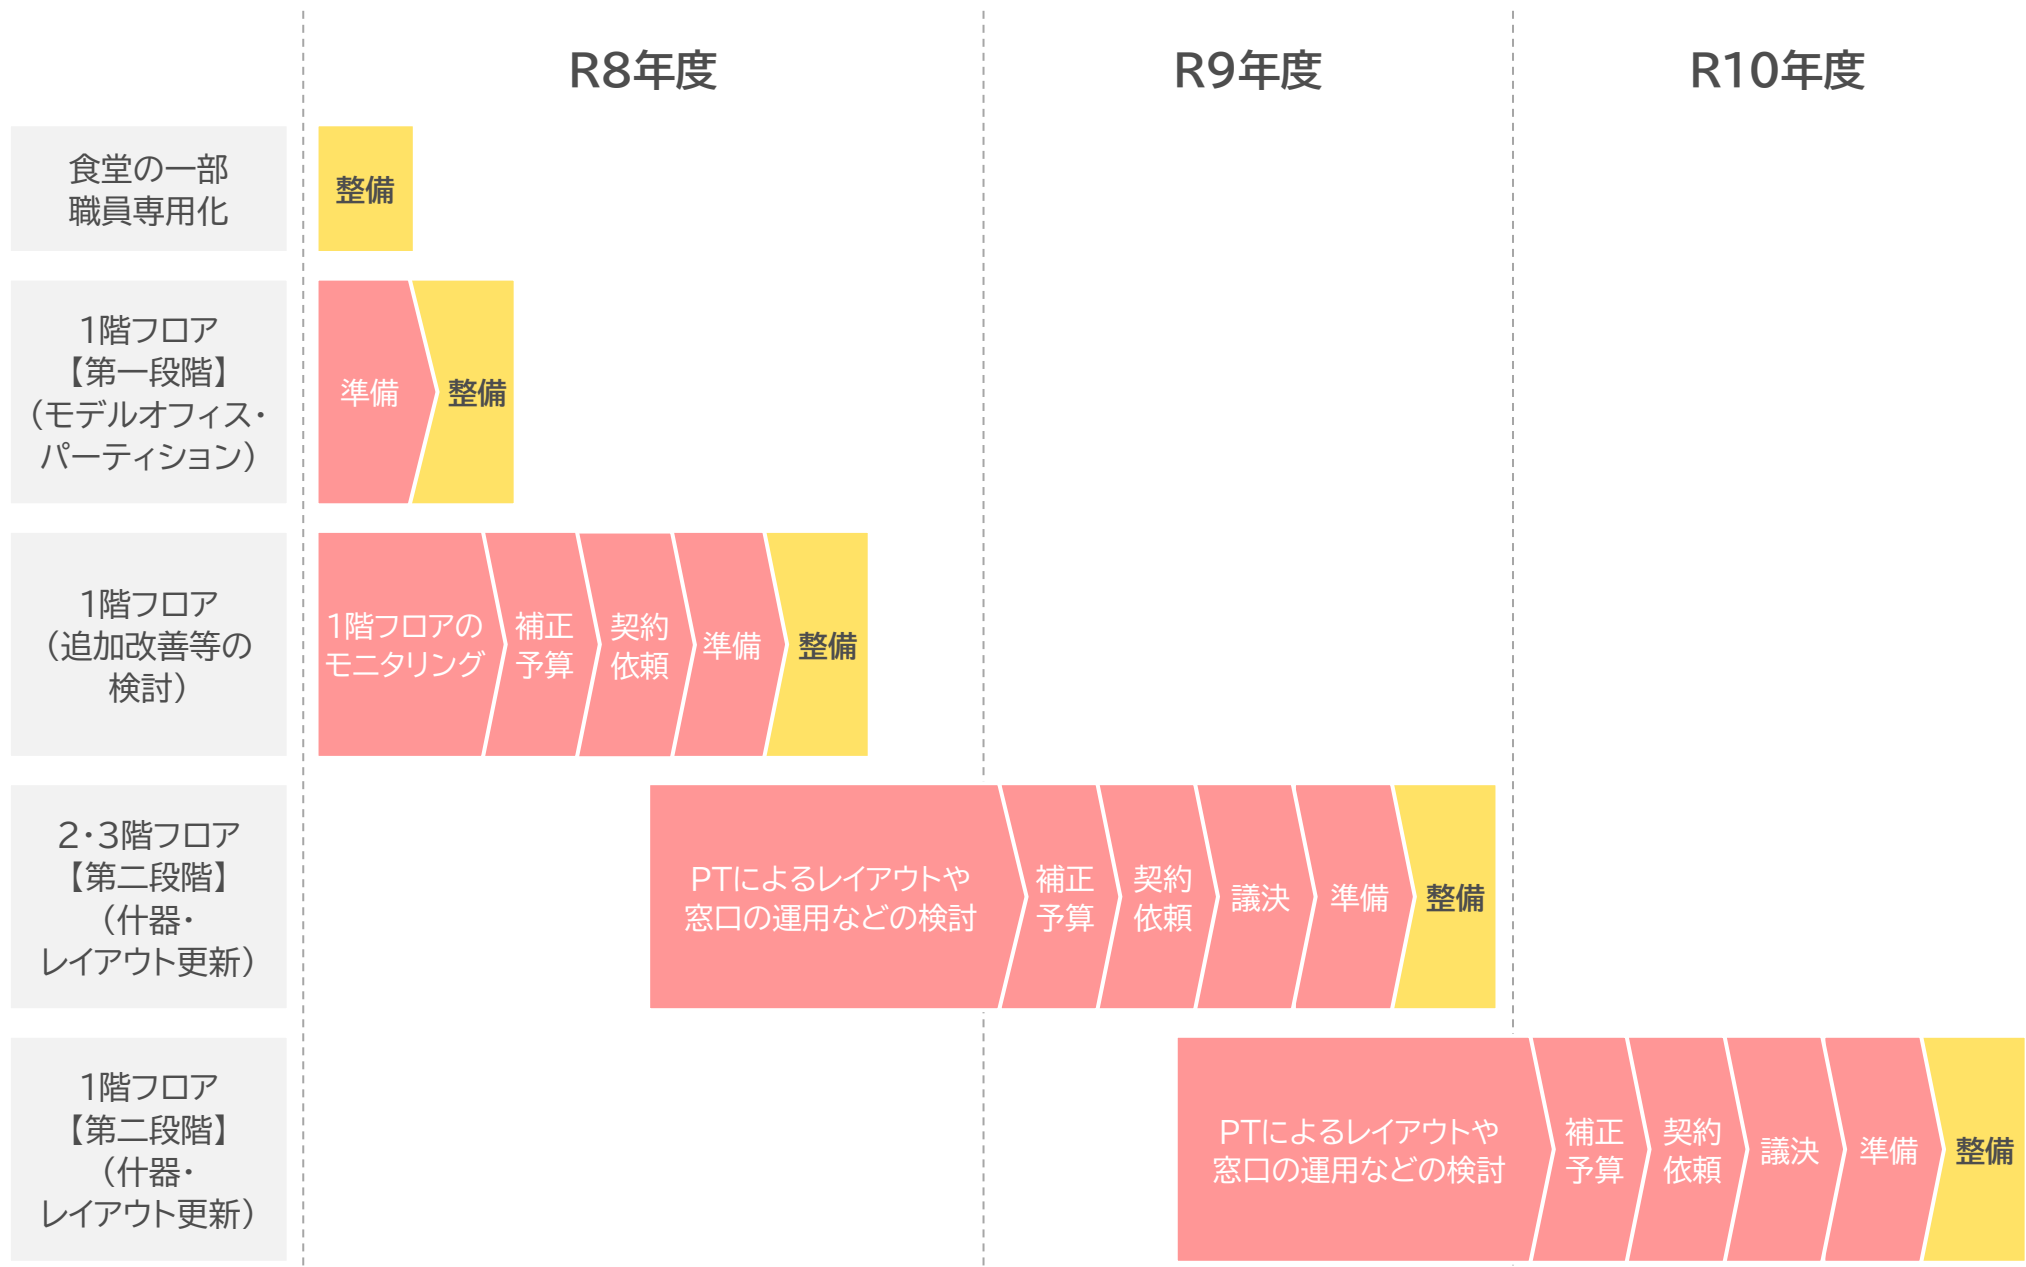 R8年度
R9年度
R10年度
食堂の一部
職員専用化
整備
1階フロア
【第一段階】
（モデルオフィス・
パーティション）
準備
整備
1階フロア
（追加改善等の
検討）
1階フロアの
モニタリング
補正
予算
契約
依頼
準備
整備
2・3階フロア
【第二段階】
（什器・
レイアウト更新）
PTによるレイアウトや
窓口の運用などの検討
補正
予算
契約
依頼
議決
準備
整備
1階フロア
【第二段階】
（什器・
レイアウト更新）
PTによるレイアウトや
窓口の運用などの検討
補正
予算
契約
依頼
議決
準備
整備